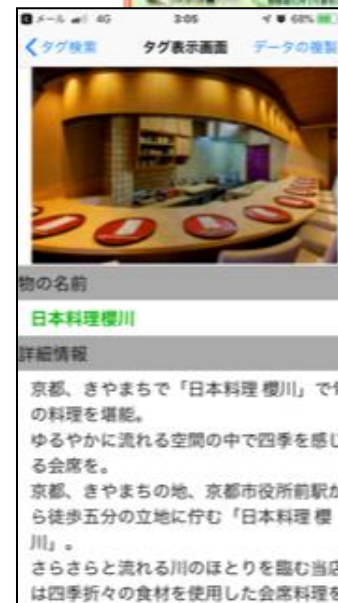 メール 4G 3:05 68%
タグ検索 タグ表示画面 データの複製
物の名前
日本料理櫻川
詳細情報
京都、きやまちで「日本料理 櫻川」で旬
の料理を堪能。
ゆるやかに流れる空間の中で四季を感じ
る会席を。
京都、きやまちの地、京都市役所前駅か
ら徒歩五分の立地に佇む「日本料理 櫻
川」。
さらさらと流れる川のほとりを臨む当店
は四季折々の食材を使用した会席料理を